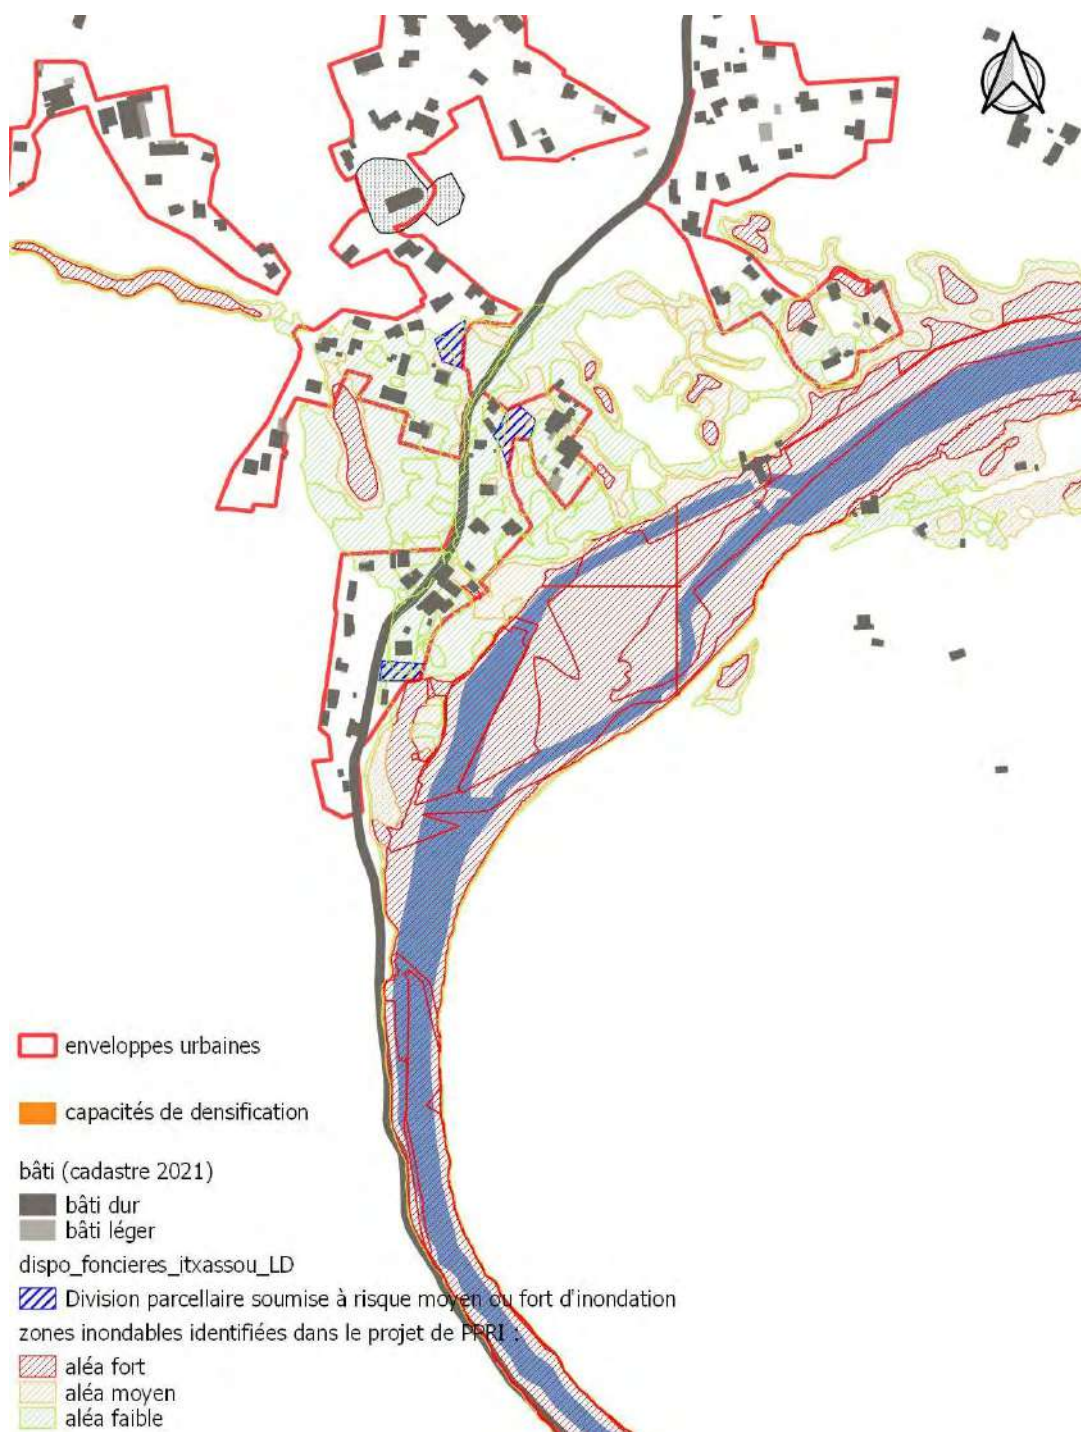 enveloppes urbaines
capacités de densification
bâti (cadastre 2021)
bâti dur
bâti léger
dispo_foncieres_itxassou_LD
Division parcellaire soumise à risque moyen ou fort d'inondation
zones inondables identifiées dans le projet de PPRI :
aléa fort
aléa moyen
aléa faible